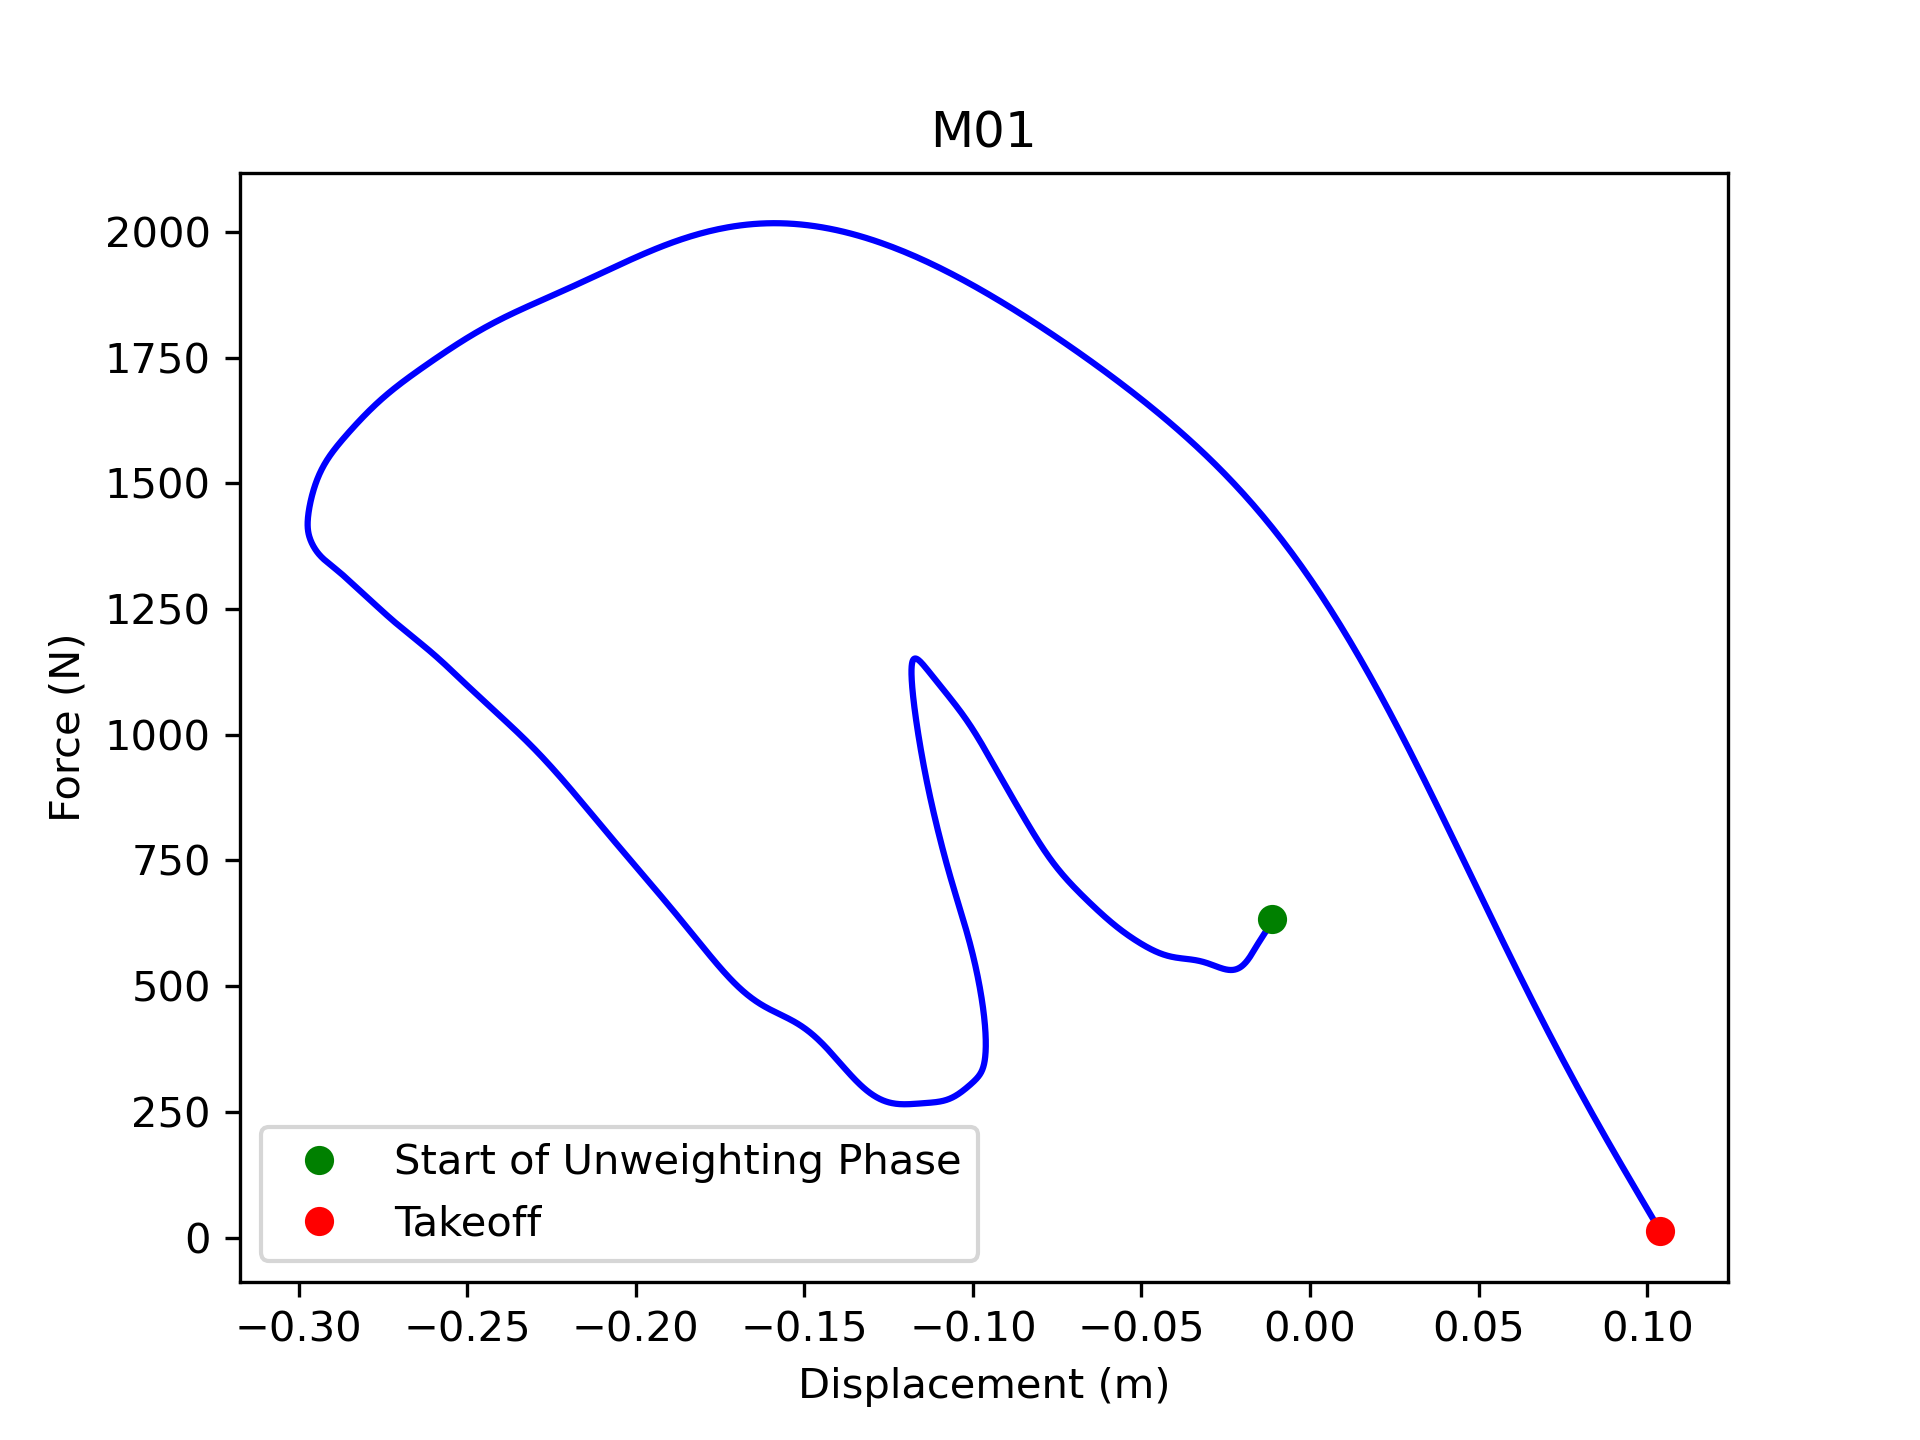 M01
2000
1750
1500
1250
1000
750
500
250
0
Force (N)
Start of Unweighting Phase
Takeoff
−0.30 −0.25 −0.20 −0.15 −0.10 −0.05 0.00 0.05 0.10
Displacement (m)